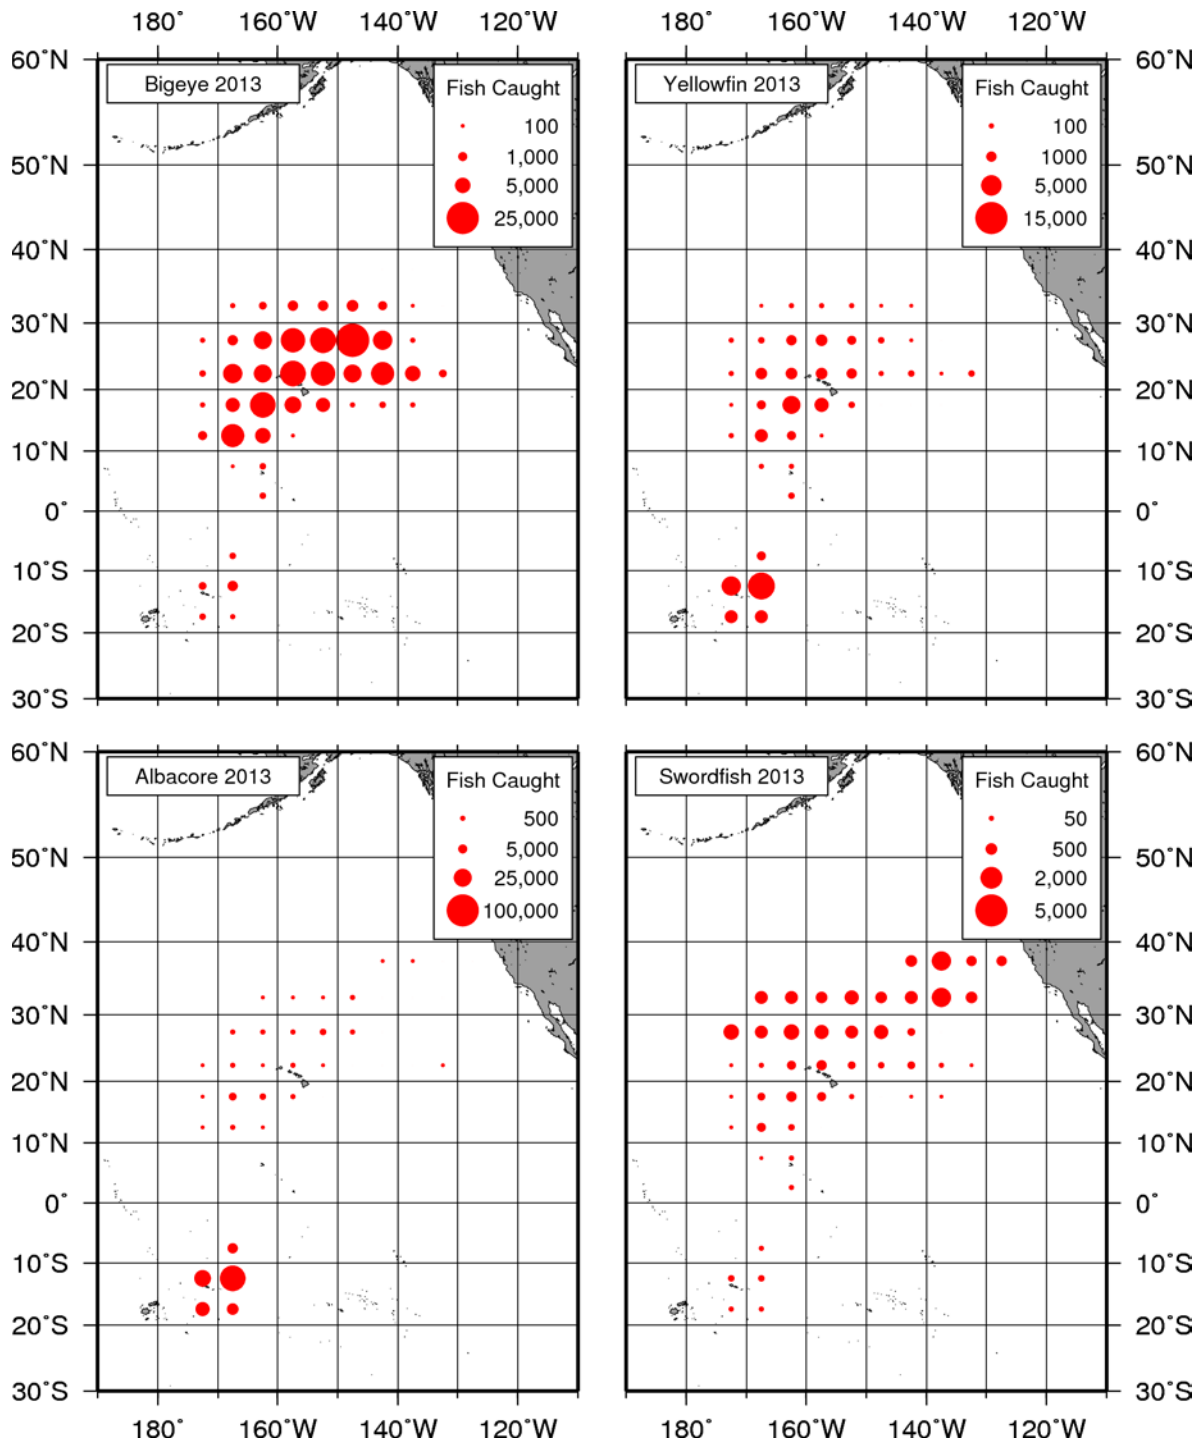 180˚ 160˚W 140˚W 120˚W 180˚ 160˚W 140˚W 120˚W
60˚N 60˚N
Bigeye 2013
Fish Caught
100
1,000
5,000
25,000
Yellowfin 2013
Fish Caught
100
1000
5,000
15,000
50˚N 50˚N
40˚N 40˚N
30˚N 30˚N
20˚N 20˚N
10˚N 10˚N
0˚ 0˚
10˚S 10˚S
20˚S 20˚S
30˚S 30˚S
60˚N 60˚N
Albacore 2013
Fish Caught
500
5,000
25,000
100,000
Swordfish 2013
Fish Caught
50
500
2,000
5,000
50˚N 50˚N
40˚N 40˚N
30˚N 30˚N
20˚N 20˚N
10˚N 10˚N
0˚ 0˚
10˚S 10˚S
20˚S 20˚S
30˚S 30˚S
180˚ 160˚W 140˚W 120˚W 180˚ 160˚W 140˚W 120˚W